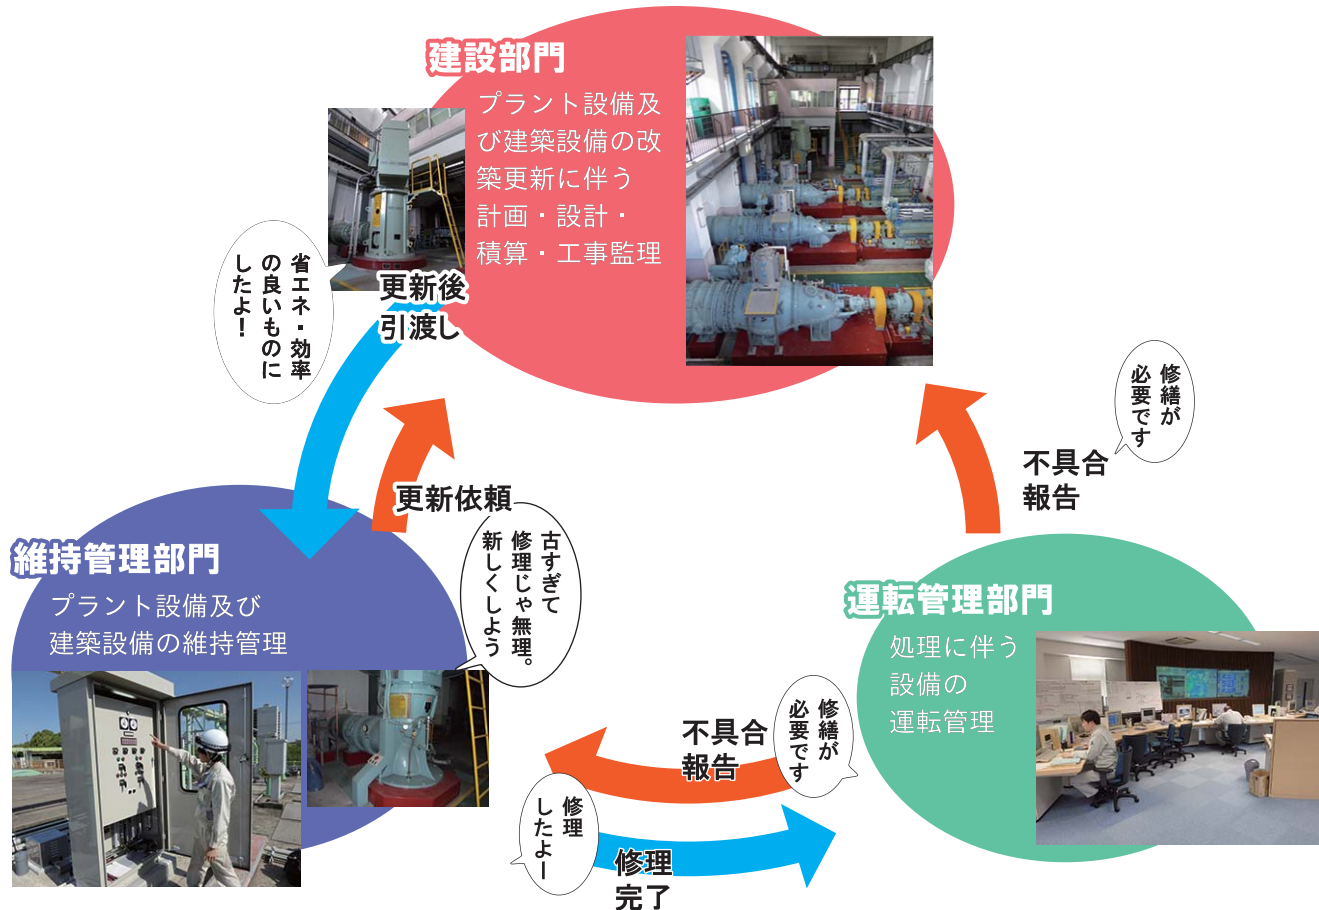 建設部門
プラント設備及
び建築設備の改
築更新に伴う
計画・設計・
積算・工事監理
省エネ・効率
の良いものに
したよ！
更新後
引渡し
更新依頼
古すぎて
修理じゃ無理。
新しくしよう
維持管理部門
プラント設備及び
建築設備の維持管理
修繕が
必要です
不具合
報告
運転管理部門
処理に伴う
設備の
運転管理
不具合
報告
修繕が
必要です
修理
したよー
修理
完了